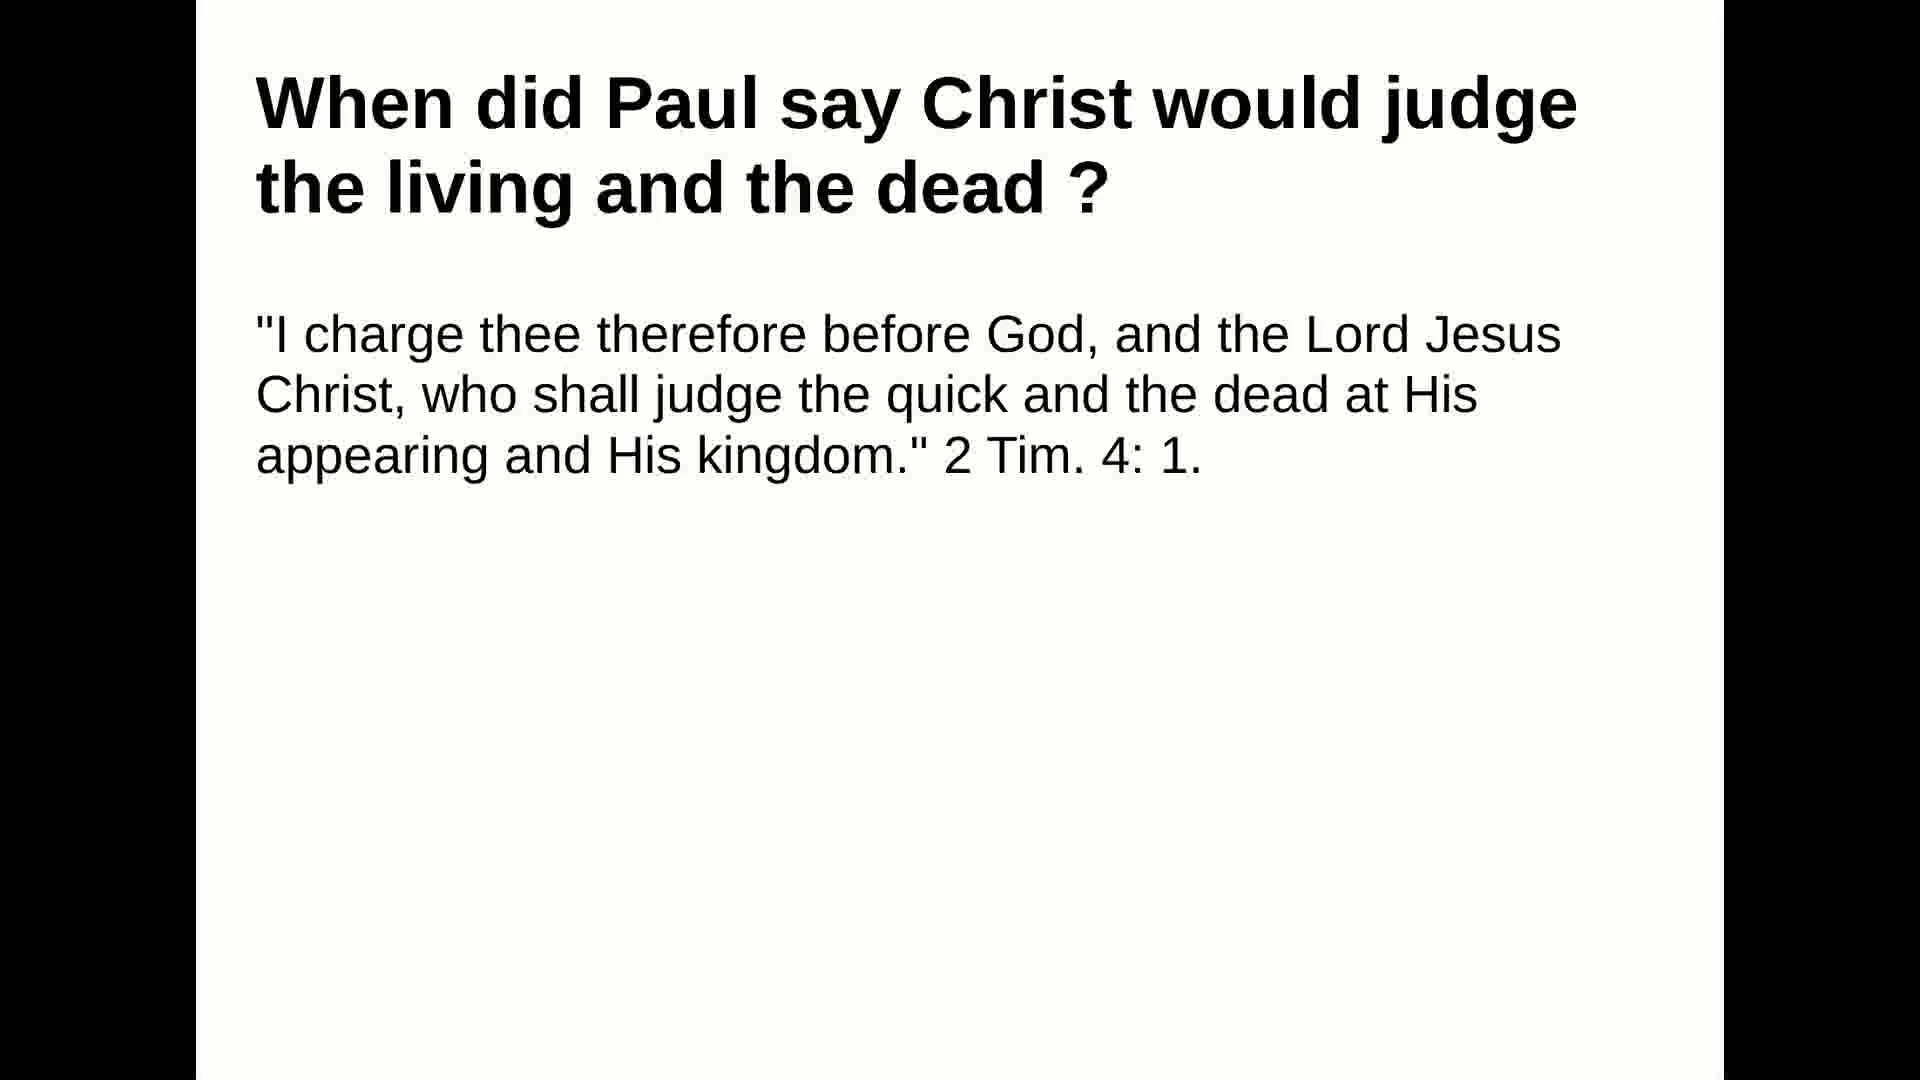 When did Paul say Christ would judge
the living and the dead ?
"I charge thee therefore before God, and the Lord Jesus
Christ, who shall judge the quick and the dead at His
appearing and His kingdom." 2 Tim. 4: 1.